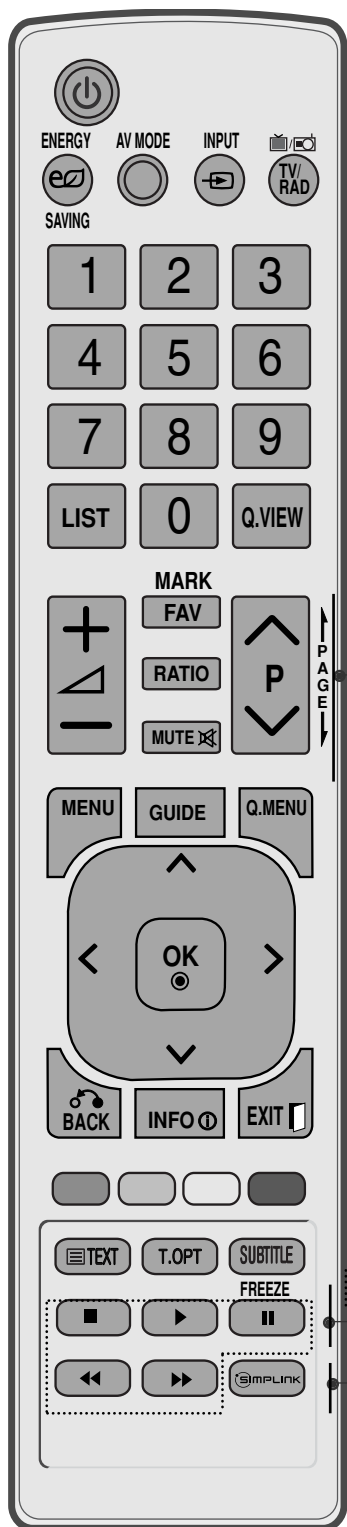 ENERGY AV MODE INPUT
TV/
RAD
SAVING
1 2 3
4 5 6
7 8 9
LIST 0 Q.VIEW
MARK
FAV
RATIO
P
PAGE
MUTE
MENU GUIDE Q.MENU
OK
BACK INFO EXIT
TEXT T.OPT SUBTITLE
FREEZE
SIMPLINK